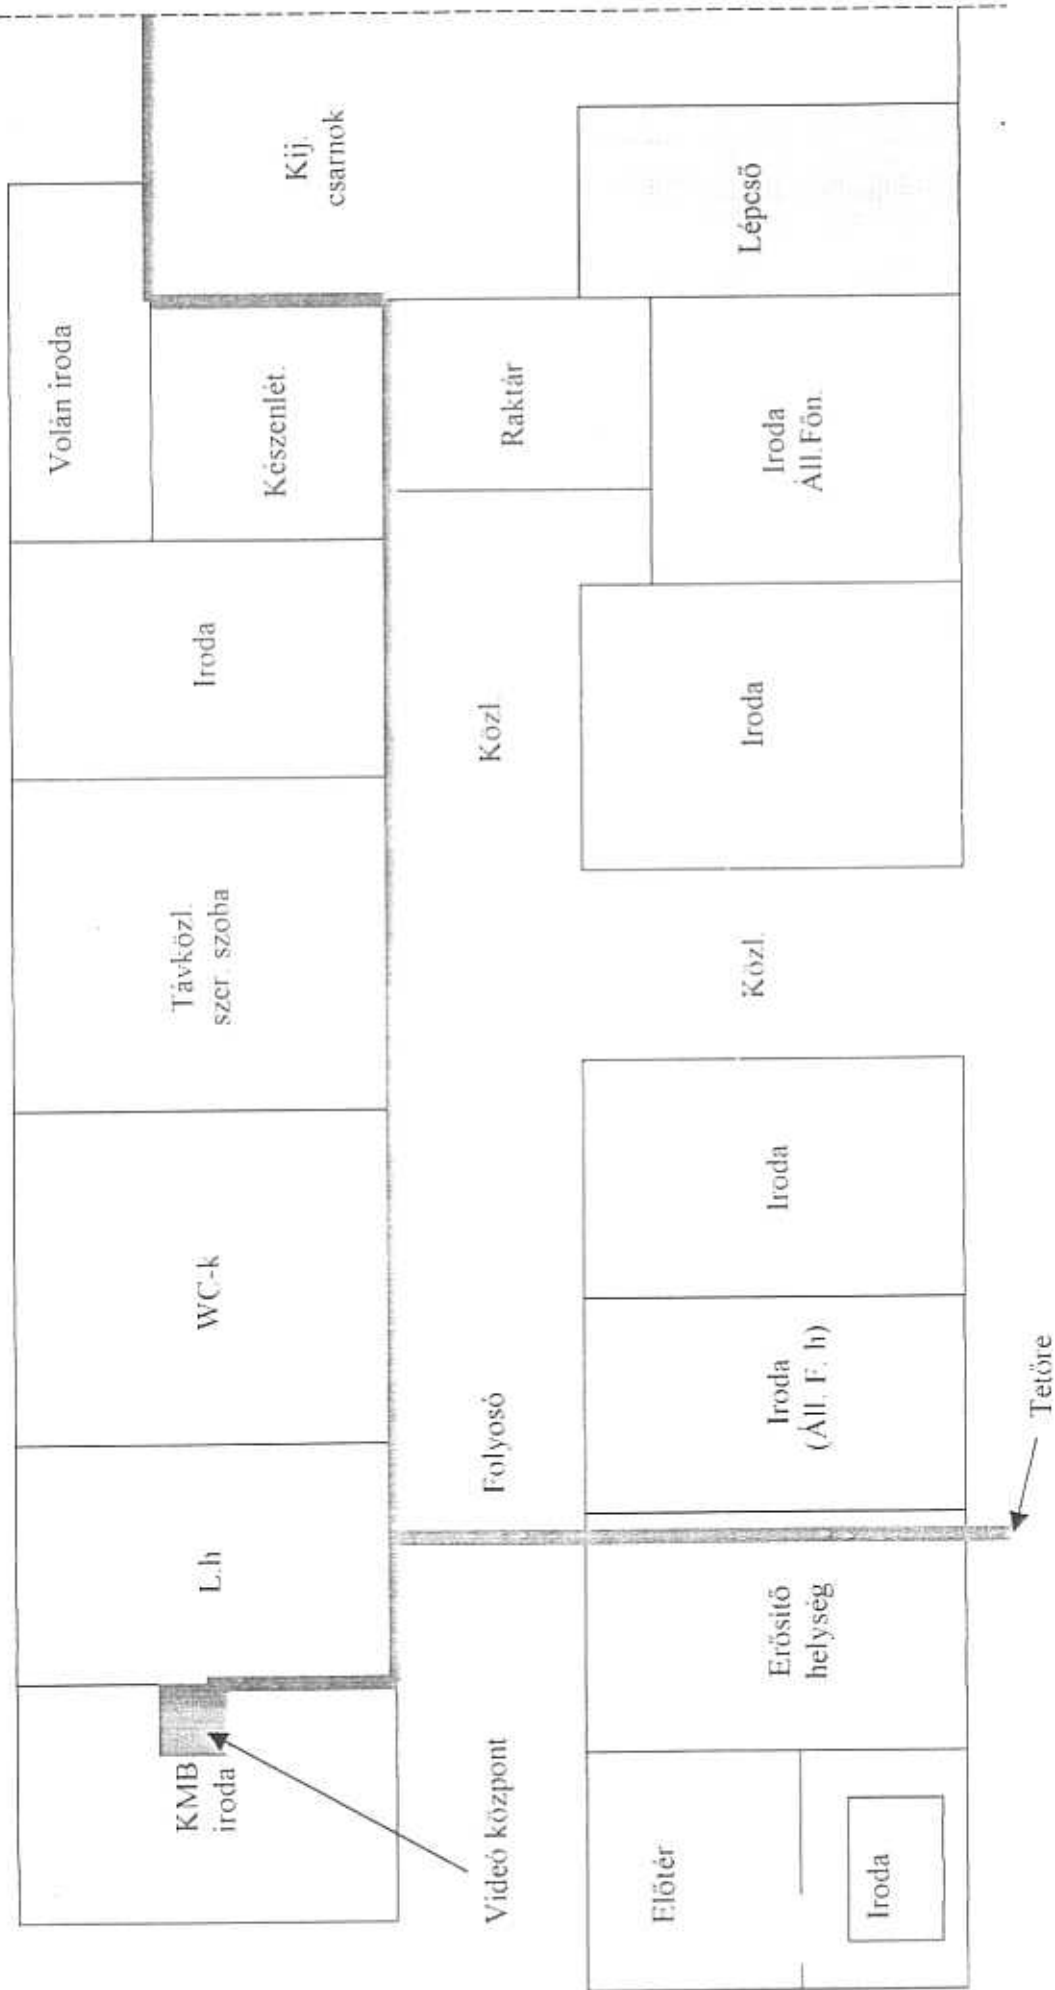 KMB
iroda
L.h
WC-k
Távközl.
szer. szoba
Iroda
Volán iroda
Készenlét.
Kij.
csarnok
Videó központ
Folyosó
Közl.
Raktár
Közl.
Előtér
Iroda
Erősítő
helység
Iroda
(Áll. F. h)
Iroda
Iroda
Iroda
Áll.Főn.
Lépcső
Tetőre